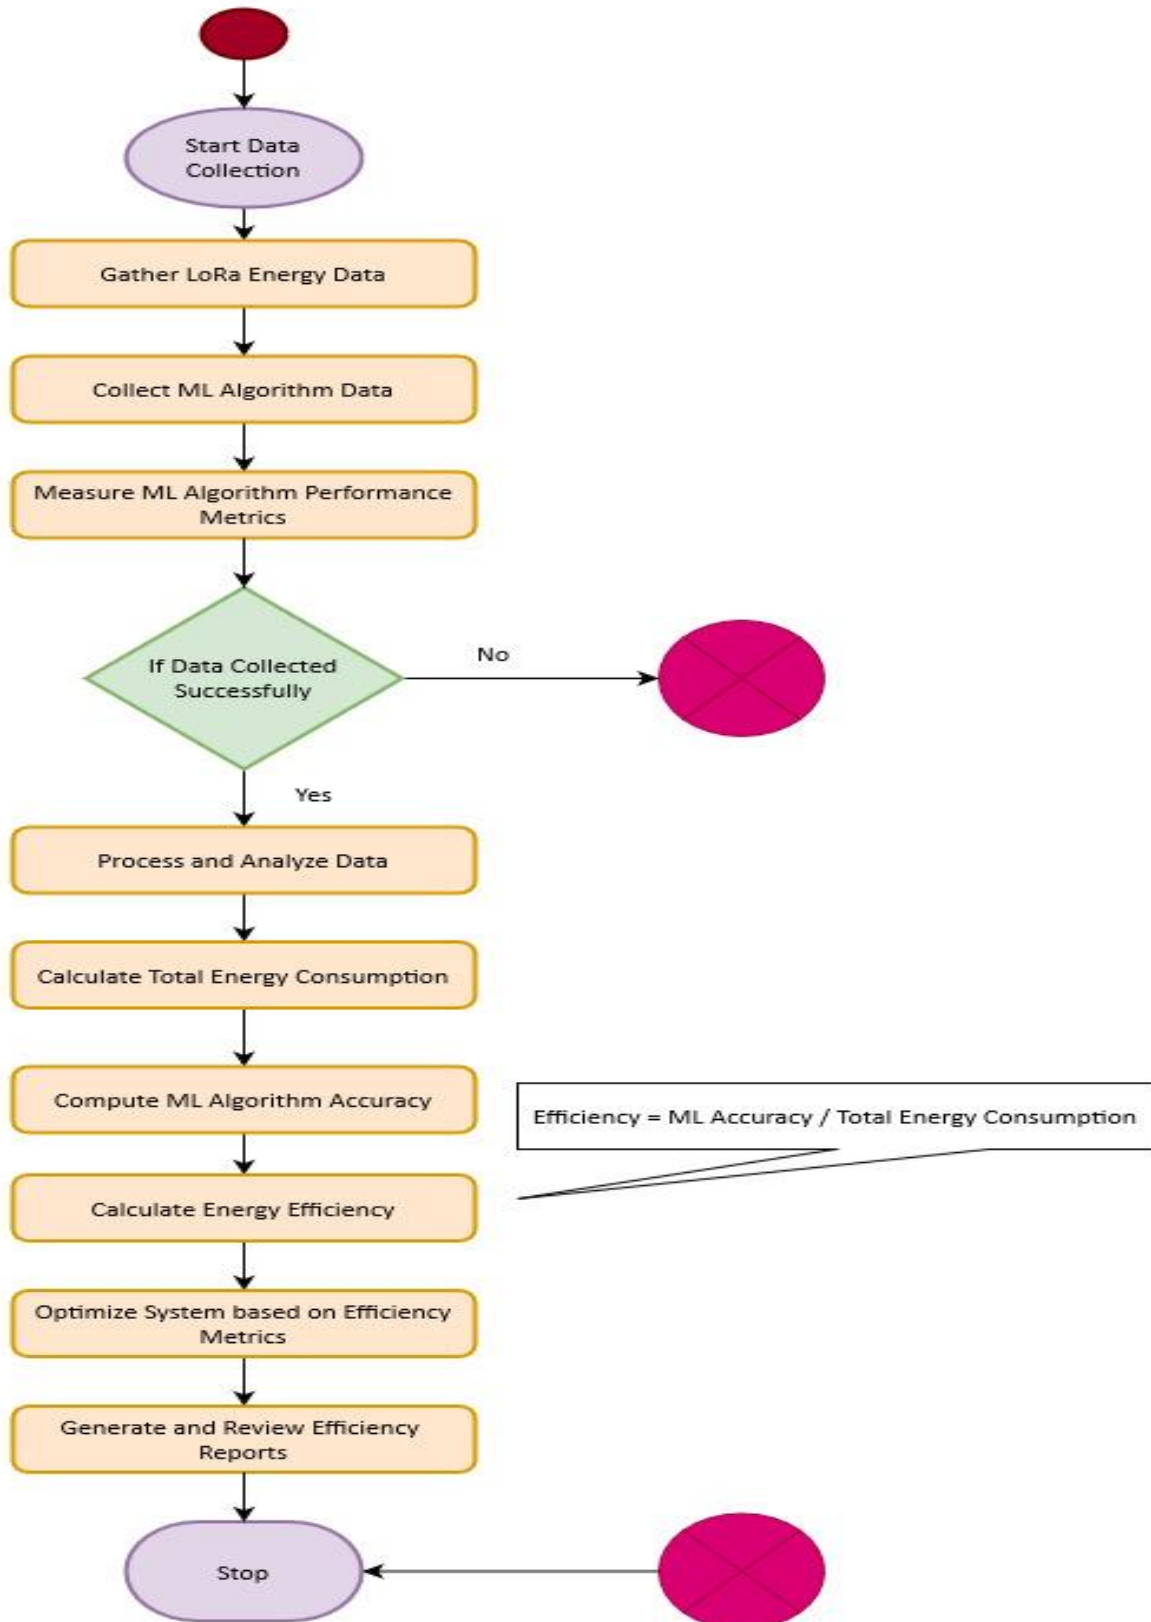 Start Data
Collection
Gather LoRa Energy Data
Collect ML Algorithm Data
Measure ML Algorithm Performance
Metrics
If Data Collected
Successfully
No
Yes
Process and Analyze Data
Calculate Total Energy Consumption
Compute ML Algorithm Accuracy
Efficiency = ML Accuracy / Total Energy Consumption
Calculate Energy Efficiency
Optimize System based on Efficiency
Metrics
Generate and Review Efficiency
Reports
Stop